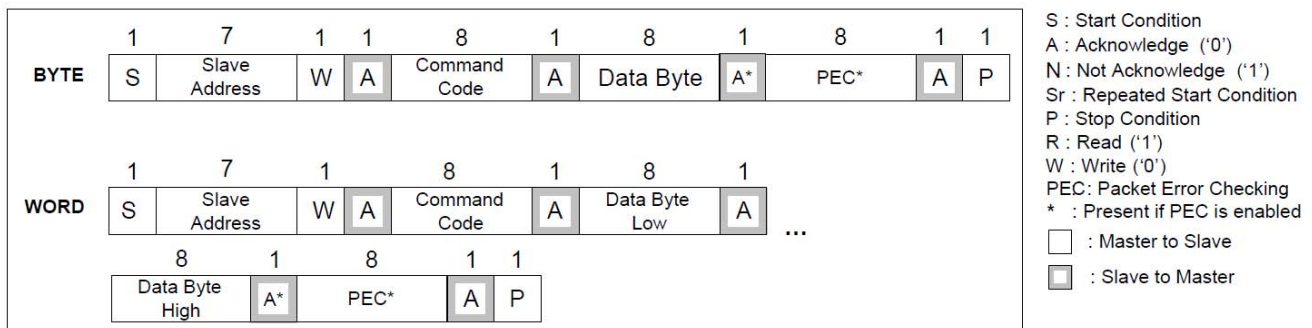 1 7 1 1 8 1 8 1 8 1 1
BYTE S Slave Address W A Command Code A Data Byte A* PEC* A P
1 7 1 1 8 1 8 1
WORD S Slave Address W A Command Code A Data Byte Low A ...
8 1 8 1 1
Data Byte High A* PEC* A P
S : Start Condition
A : Acknowledge (‘0’)
N : Not Acknowledge (‘1’)
Sr : Repeated Start Condition
P : Stop Condition
R : Read (‘1’)
W : Write (‘0’)
PEC: Packet Error Checking
* : Present if PEC is enabled
: Master to Slave
: Slave to Master